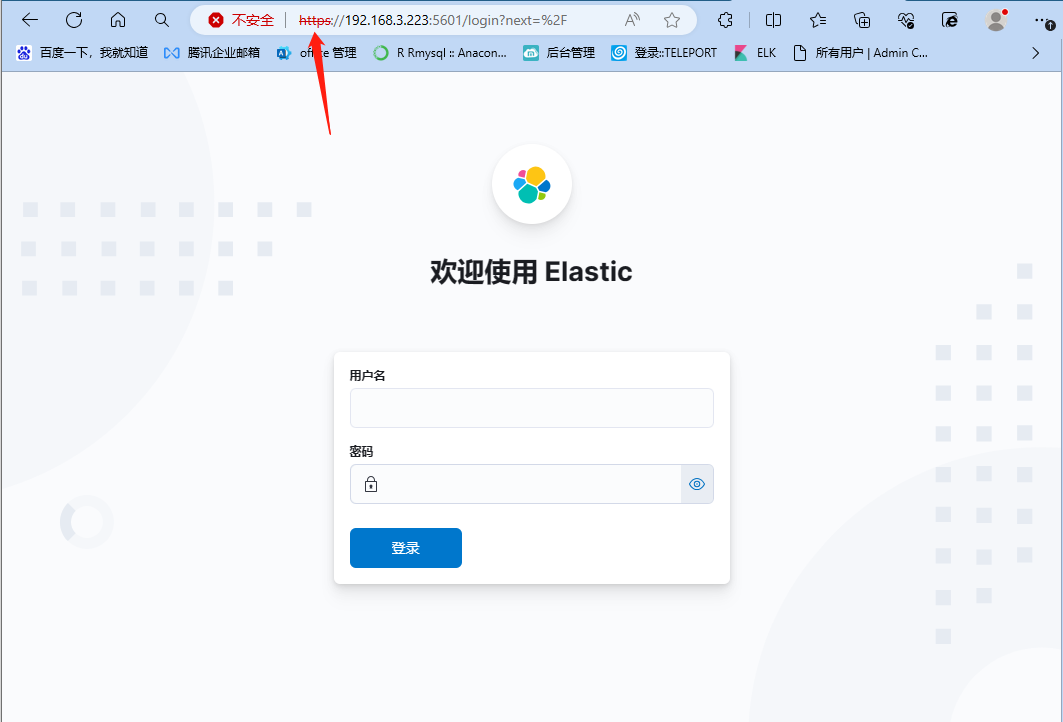 不安全 https://192.168.3.223:5601/login?next=%2F
百度一下，我就知道 腾讯企业邮箱 office 管理 R Rmysql :: Anacon... 后台管理 登录::TELEPORT ELK 所有用户 | Admin C...
欢迎使用 Elastic
用户名
密码
登录